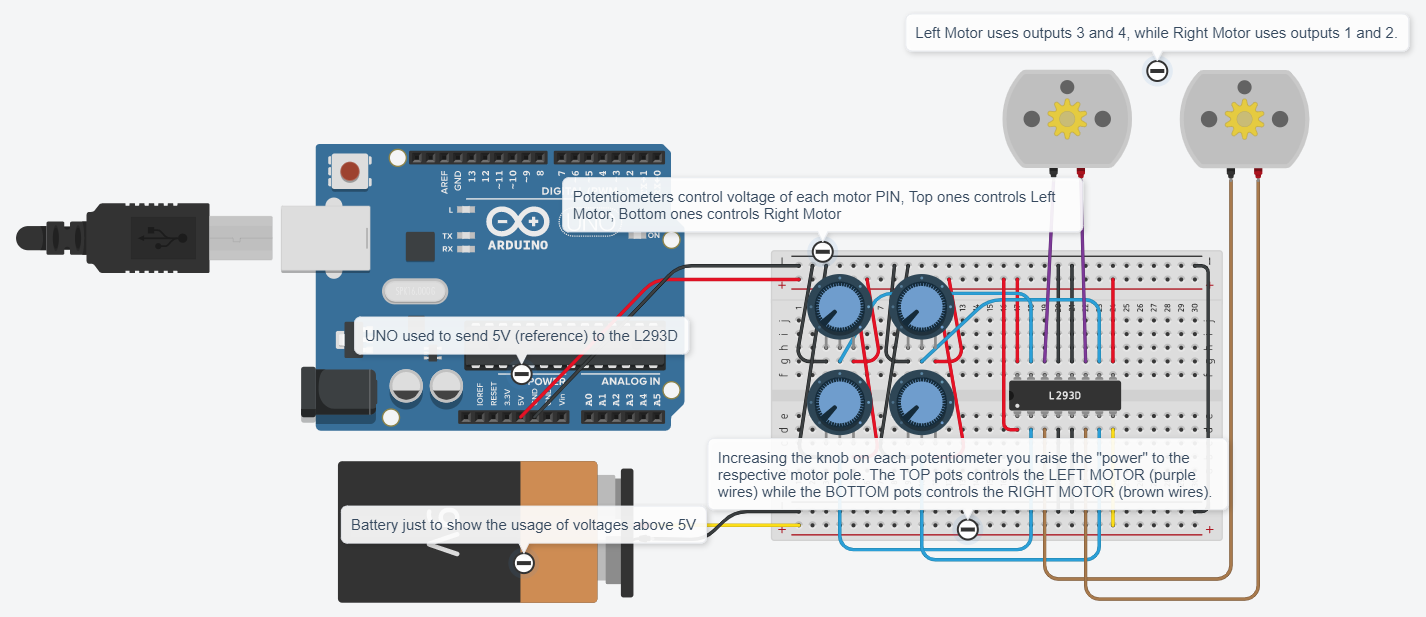 Left Motor uses outputs 3 and 4, while Right Motor uses outputs 1 and 2.
AREF
GND
13
12
~11
~10
~9
8
7
L
TX
RX
ARDUINO
ON
Potentiometers control voltage of each motor PIN, Top ones controls Left
Motor, Bottom ones controls Right Motor
UNO used to send 5V (reference) to the L293D
IOREF
RESET
3.3V
5V
GND
Vin
POWER
ANALOG IN
A0
A1
A2
A3
A4
A5
L293D
Increasing the knob on each potentiometer you raise the "power" to the
respective motor pole. The TOP pots controls the LEFT MOTOR (purple
wires) while the BOTTOM pots controls the RIGHT MOTOR (brown wires).
Battery just to show the usage of voltages above 5V